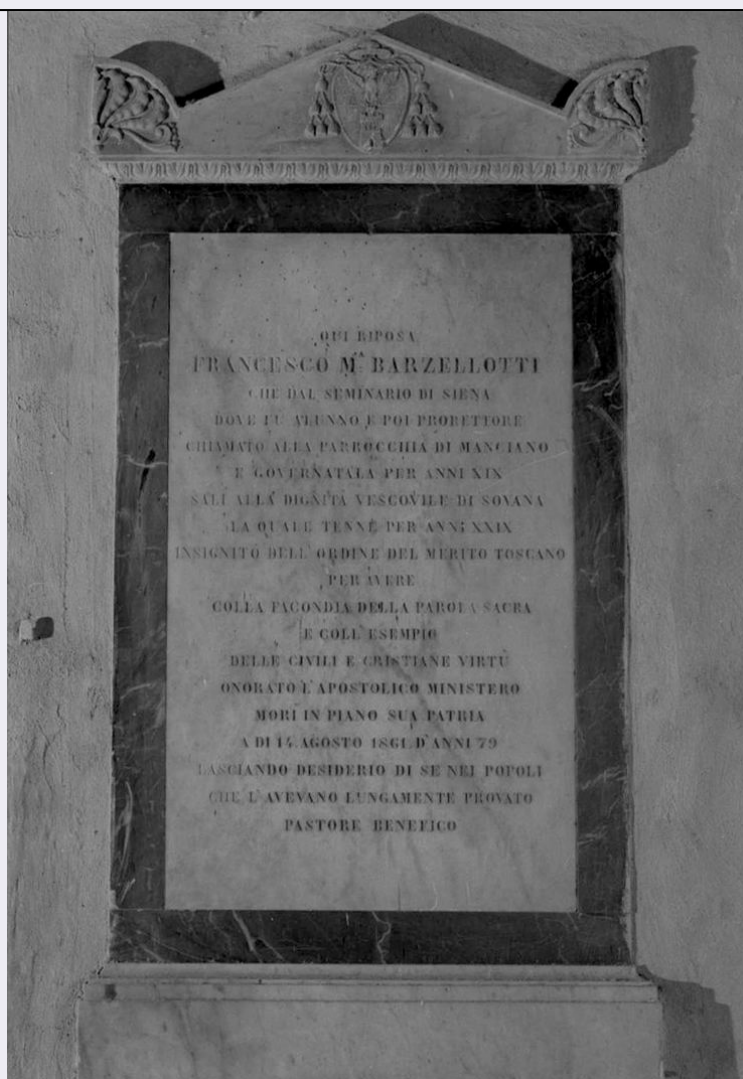 QUI RIPOSA
FRANCESCO Mᴬ BARZELLOTTI
CHE DAL SEMINARIO DI SIENA
DOVE FU ALUNNO E POI PRORETTORE
CHIAMATO ALLA PARROCCHIA DI MANCIANO
E GOVERNATALA PER ANNI XIX
SALÌ ALLA DIGNITÀ VESCOVILE DI SOVANA
LA QUALE TENNE PER ANNI XXIX
INSIGNITO DELL'ORDINE DEL MERITO TOSCANO
PER AVERE
COLLA FACONDIA DELLA PAROLA SACRA
E COLL'ESEMPIO
DELLE CIVILI E CRISTIANE VIRTÙ
ONORATO L'APOSTOLICO MINISTERO
MORÌ IN PIANO SUA PATRIA
A DI 14 AGOSTO 1861 D'ANNI 79
LASCIANDO DESIDERIO DI SE NEI POPOLI
CHE L'AVEVANO LUNGAMENTE PROVATO
PASTORE BENEFICO